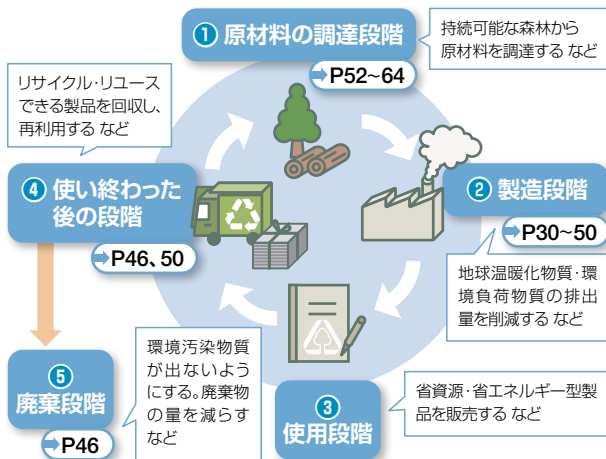 ① 原材料の調達段階
➡P52~64
持続可能な森林から
原材料を調達する など
② 製造段階
➡P30~50
地球温暖化物質・環
境負荷物質の排出
量を削減する など
③
使用段階
省資源・省エネルギー型製
品を販売する など
リサイクル・リユース
できる製品を回収し、
再利用する など
④ 使い終わった
後の段階
➡P46、50
⑤
廃棄段階
➡P46
環境汚染物質
が出ないよう
にする。廃棄物
の量を減らす
など